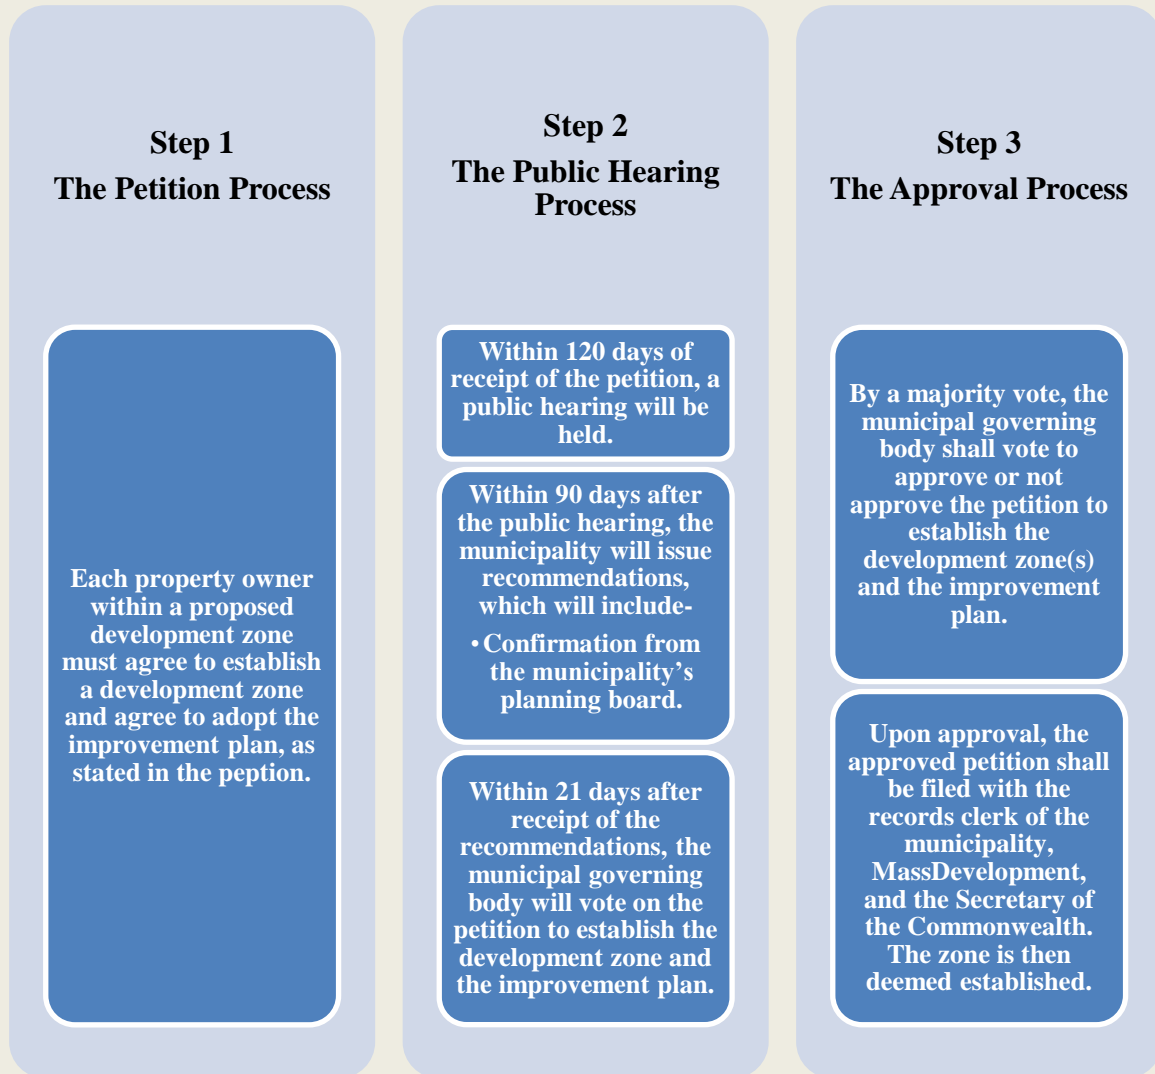 Step 1
The Petition Process
Each property owner
within a proposed
development zone
must agree to establish
a development zone
and agree to adopt the
improvement plan, as
stated in the peption.
Step 2
The Public Hearing
Process
Within 120 days of
receipt of the petition, a
public hearing will be
held.
Within 90 days after
the public hearing, the
municipality will issue
recommendations,
which will include-
• Confirmation from
the municipality’s
planning board.
Within 21 days after
receipt of the
recommendations, the
municipal governing
body will vote on the
petition to establish the
development zone and
the improvement plan.
Step 3
The Approval Process
By a majority vote, the
municipal governing
body shall vote to
approve or not
approve the petition to
establish the
development zone(s)
and the improvement
plan.
Upon approval, the
approved petition shall
be filed with the
records clerk of the
municipality,
MassDevelopment,
and the Secretary of
the Commonwealth.
The zone is then
deemed established.